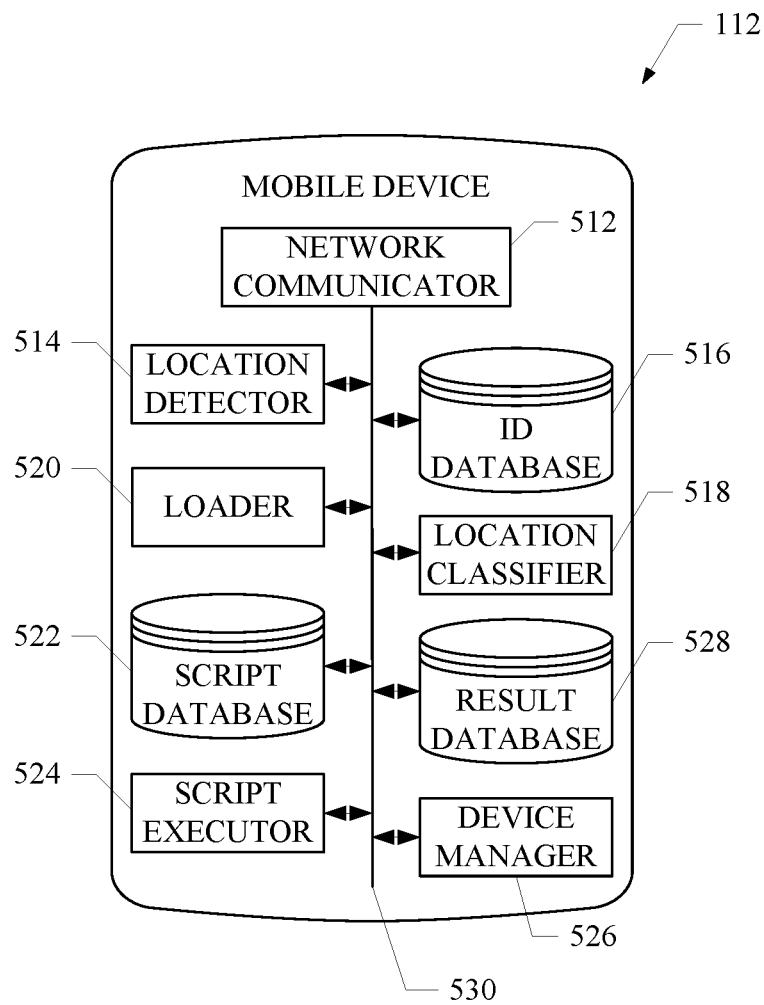 112
MOBILE DEVICE
512
NETWORK
COMMUNICATOR
514
LOCATION
DETECTOR
516
ID
DATABASE
520
LOADER
518
LOCATION
CLASSIFIER
522
SCRIPT
DATABASE
528
RESULT
DATABASE
524
SCRIPT
EXECUTOR
DEVICE
MANAGER
526
530